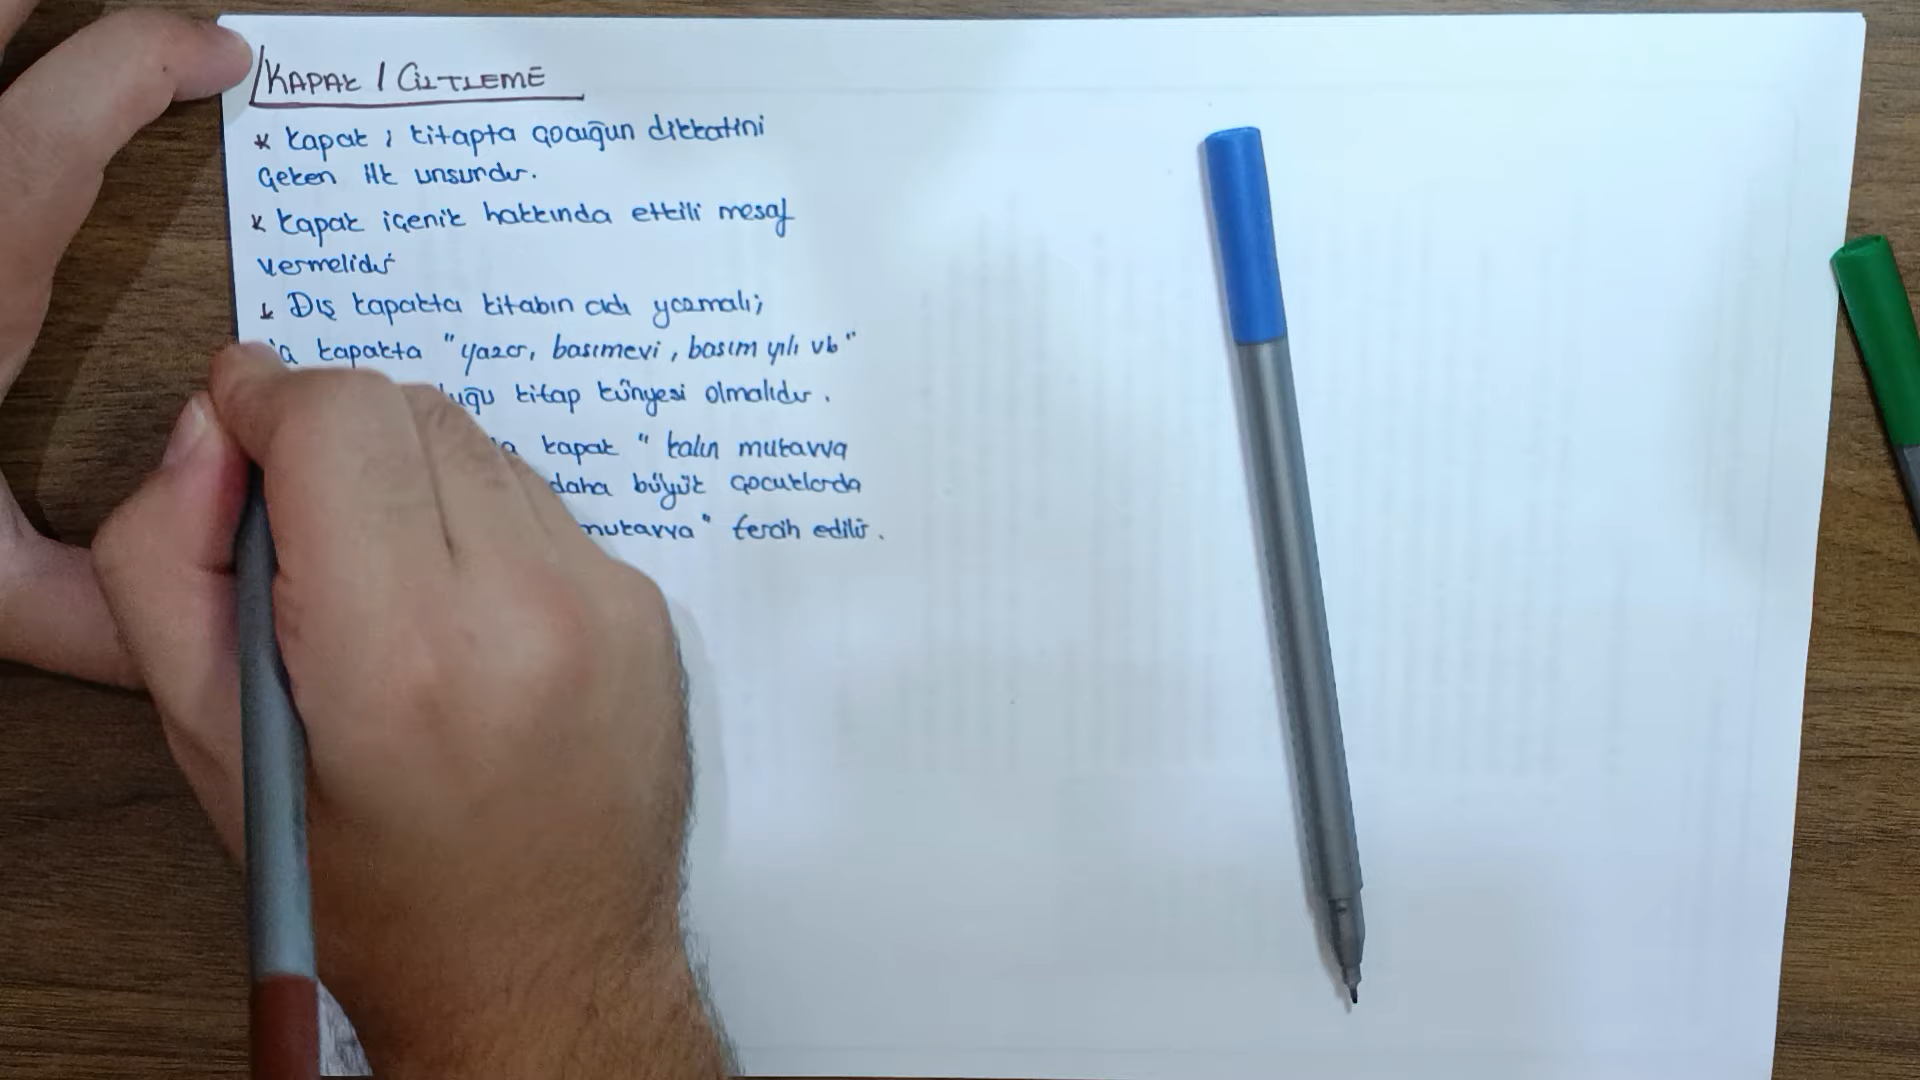 KAPAK / CİLTLEME
* Kapak ; kitapta çocuğun dikkatini
çeken ilk unsurdur.
* Kapak içerik hakkında etkili mesaj
vermelidir
* Dış kapakta kitabın adı yazmalı;
kapakta "yazar, basımevi, basım yılı vb"
kitap künyesi olmalıdır.
kapak "kalın mukavva
daha büyük çocuklarda
mukavva" tercih edilir.